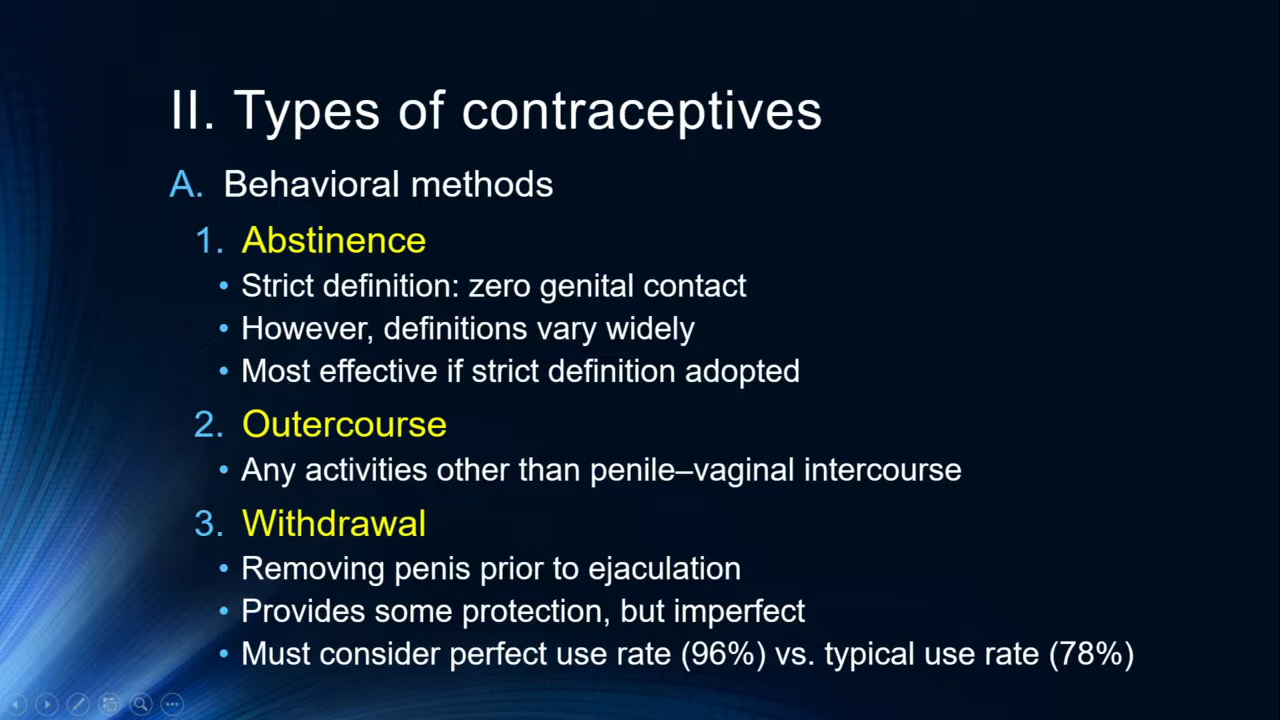 II. Types of contraceptives
A. Behavioral methods
1. Abstinence
• Strict definition: zero genital contact
• However, definitions vary widely
• Most effective if strict definition adopted
2. Outercourse
• Any activities other than penile–vaginal intercourse
3. Withdrawal
• Removing penis prior to ejaculation
• Provides some protection, but imperfect
• Must consider perfect use rate (96%) vs. typical use rate (78%)